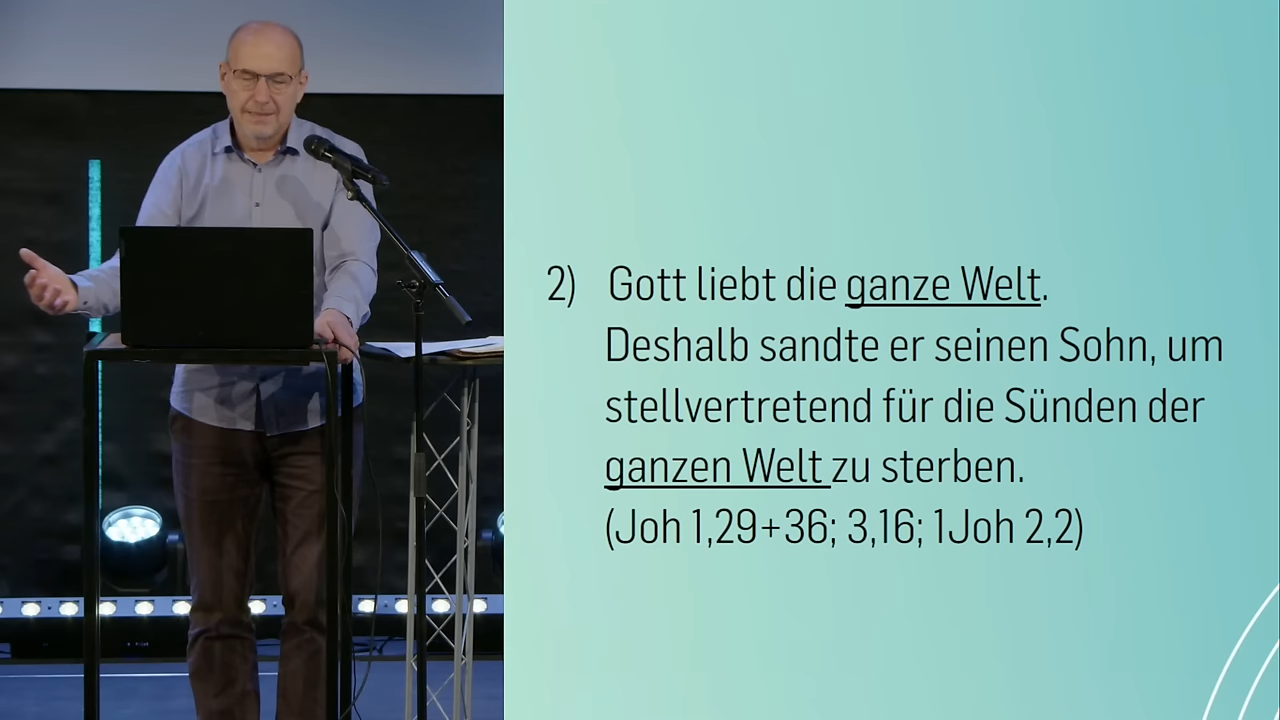 2) Gott liebt die ganze Welt.
Deshalb sandte er seinen Sohn, um
stellvertretend für die Sünden der
ganzen Welt zu sterben.
(Joh 1,29+36; 3,16; 1Joh 2,2)